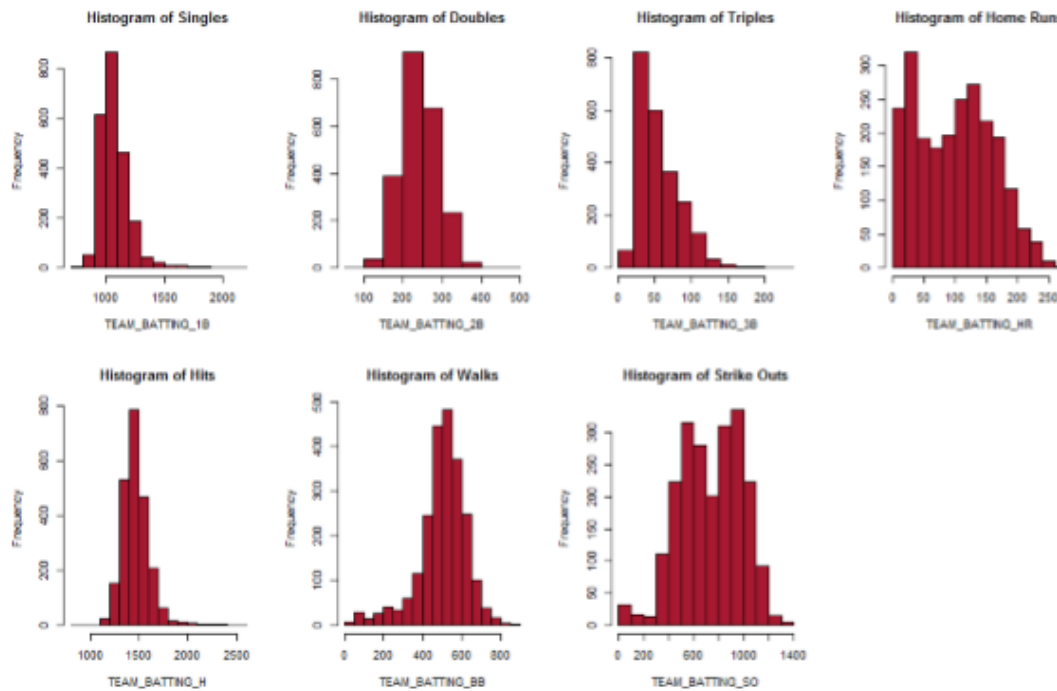 Histogram of Singles
Frequency
0 200 400 600 800
1000 1500 2000
TEAM_BATTING_1B
Histogram of Doubles
Frequency
0 200 400 600 800
100 200 300 400 500
TEAM_BATTING_2B
Histogram of Triples
Frequency
0 200 400 600 800
0 50 100 150 200
TEAM_BATTING_3B
Histogram of Home Run
Frequency
0 50 100 150 200 250 300
0 50 100 150 200 250
TEAM_BATTING_HR
Histogram of Hits
Frequency
0 200 400 600 800
1000 1500 2000 2500
TEAM_BATTING_H
Histogram of Walks
Frequency
0 100 200 300 400 500
0 200 400 600 800
TEAM_BATTING_BB
Histogram of Strike Outs
Frequency
0 50 100 150 200 250 300
0 200 600 1000 1400
TEAM_BATTING_SO